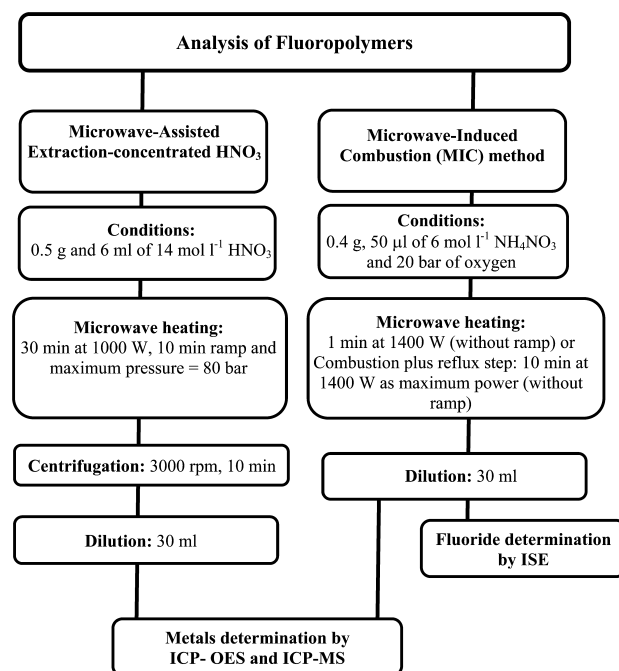 Analysis of Fluoropolymers
Microwave-Assisted
Extraction-concentrated HNO₃
Conditions:
0.5 g and 6 ml of 14 mol l⁻¹ HNO₃
Microwave heating:
30 min at 1000 W, 10 min ramp and
maximum pressure = 80 bar
Centrifugation: 3000 rpm, 10 min
Dilution: 30 ml
Microwave-Induced
Combustion (MIC) method
Conditions:
0.4 g, 50 µl of 6 mol l⁻¹ NH₄NO₃
and 20 bar of oxygen
Microwave heating:
1 min at 1400 W (without ramp) or
Combustion plus reflux step: 10 min at
1400 W as maximum power (without
ramp)
Dilution: 30 ml
Fluoride determination
by ISE
Metals determination by
ICP- OES and ICP-MS